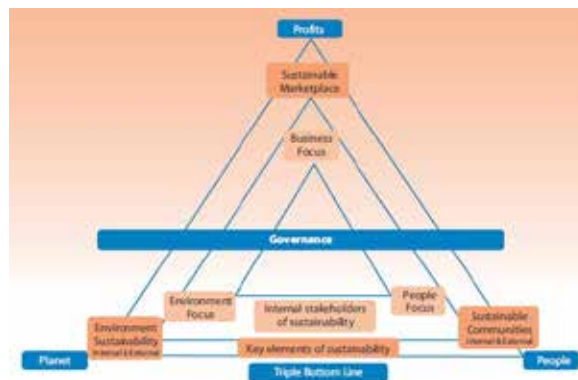 Profits
Sustainable
Marketplace
Business
Focus
Governance
Environment
Focus
Internal stakeholders
of sustainability
People
Focus
Environment
Sustainability
Internal & External
Sustainable
Communities
Internal & External
Key elements of sustainability
Planet
Triple Bottom Line
People